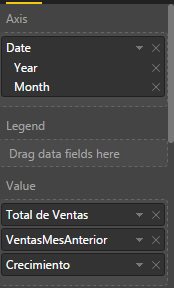 Axis
Date
Year
Month
Legend
Drag data fields here
Value
Total de Ventas
VentasMesAnterior
Crecimiento